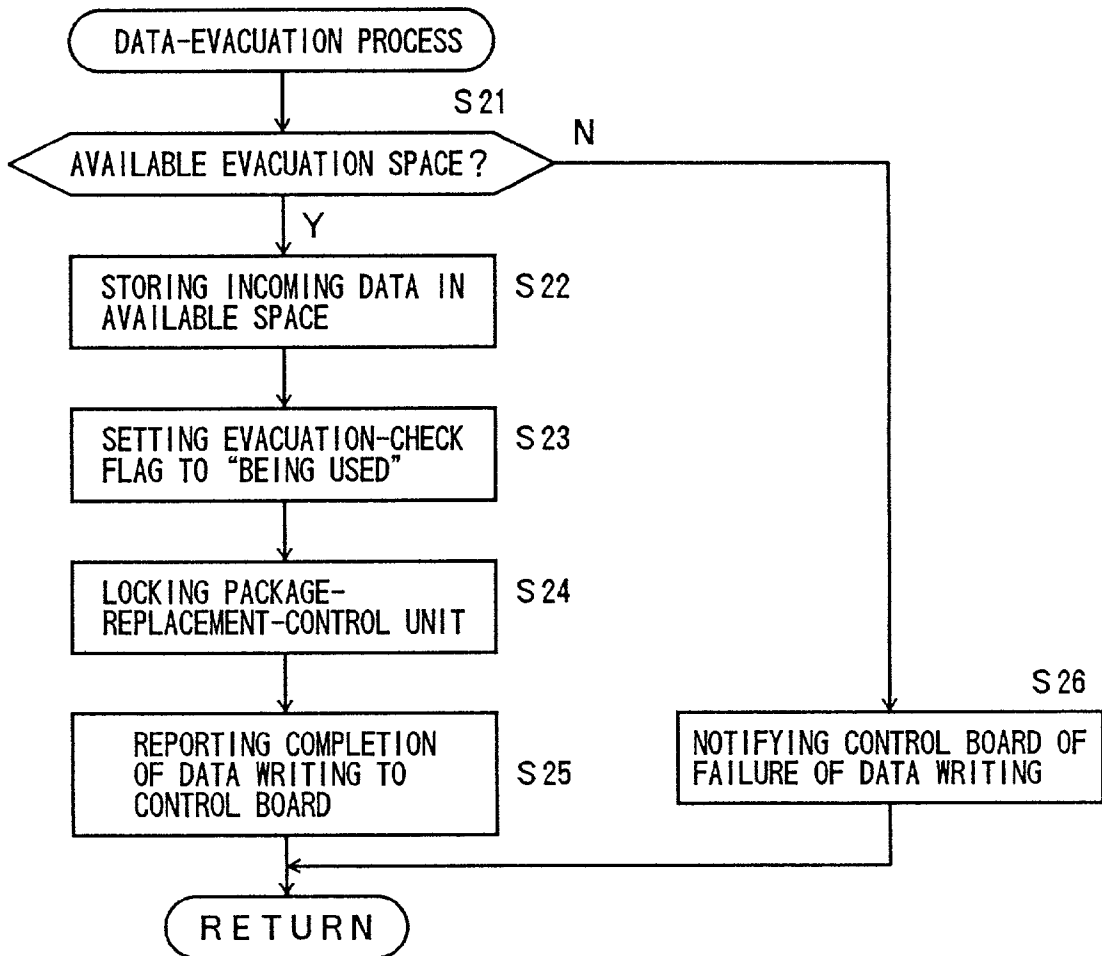 DATA-EVACUATION PROCESS
S21
N
AVAILABLE EVACUATION SPACE?
Y
STORING INCOMING DATA IN
AVAILABLE SPACE
S22
SETTING EVACUATION-CHECK
FLAG TO "BEING USED"
S23
LOCKING PACKAGE-
REPLACEMENT-CONTROL UNIT
S24
REPORTING COMPLETION
OF DATA WRITING TO
CONTROL BOARD
S25
S26
NOTIFYING CONTROL BOARD OF
FAILURE OF DATA WRITING
RETURN